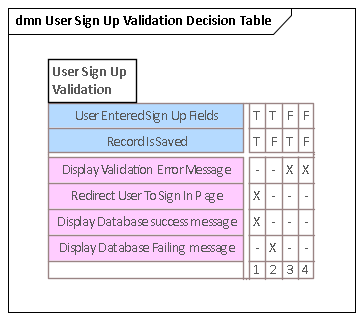 dmn User Sign Up Validation Decision Table
User Sign Up
Validation
User Entered Sign Up Fields T T F F
Record Is Saved T F T F
Display Validation Error Message - - X X
Redirect User To Sign In Page X - - -
Display Database success message X - - -
Display Database Failing message - X - -
1 2 3 4